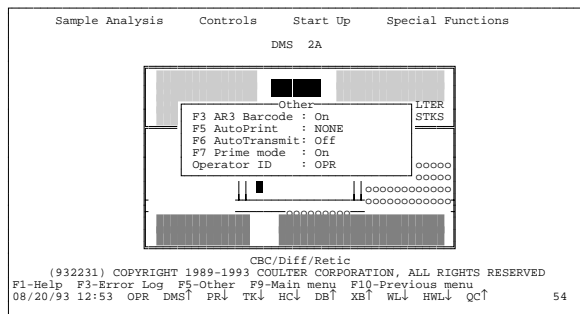 Sample Analysis Controls Start Up Special Functions
DMS 2A
Other
LTER
STKS
F3 AR3 Barcode : On
F5 AutoPrint : NONE
F6 AutoTransmit: Off
F7 Prime mode : On
Operator ID : OPR
CBC/Diff/Retic
(932231) COPYRIGHT 1989-1993 COULTER CORPORATION, ALL RIGHTS RESERVED
F1-Help F3-Error Log F5-Other F9-Main menu F10-Previous menu
08/20/93 12:53 OPR DMS↑ PR↓ TK↓ HC↓ DB↑ XB↑ WL↓ HWL↓ QC↑ 54